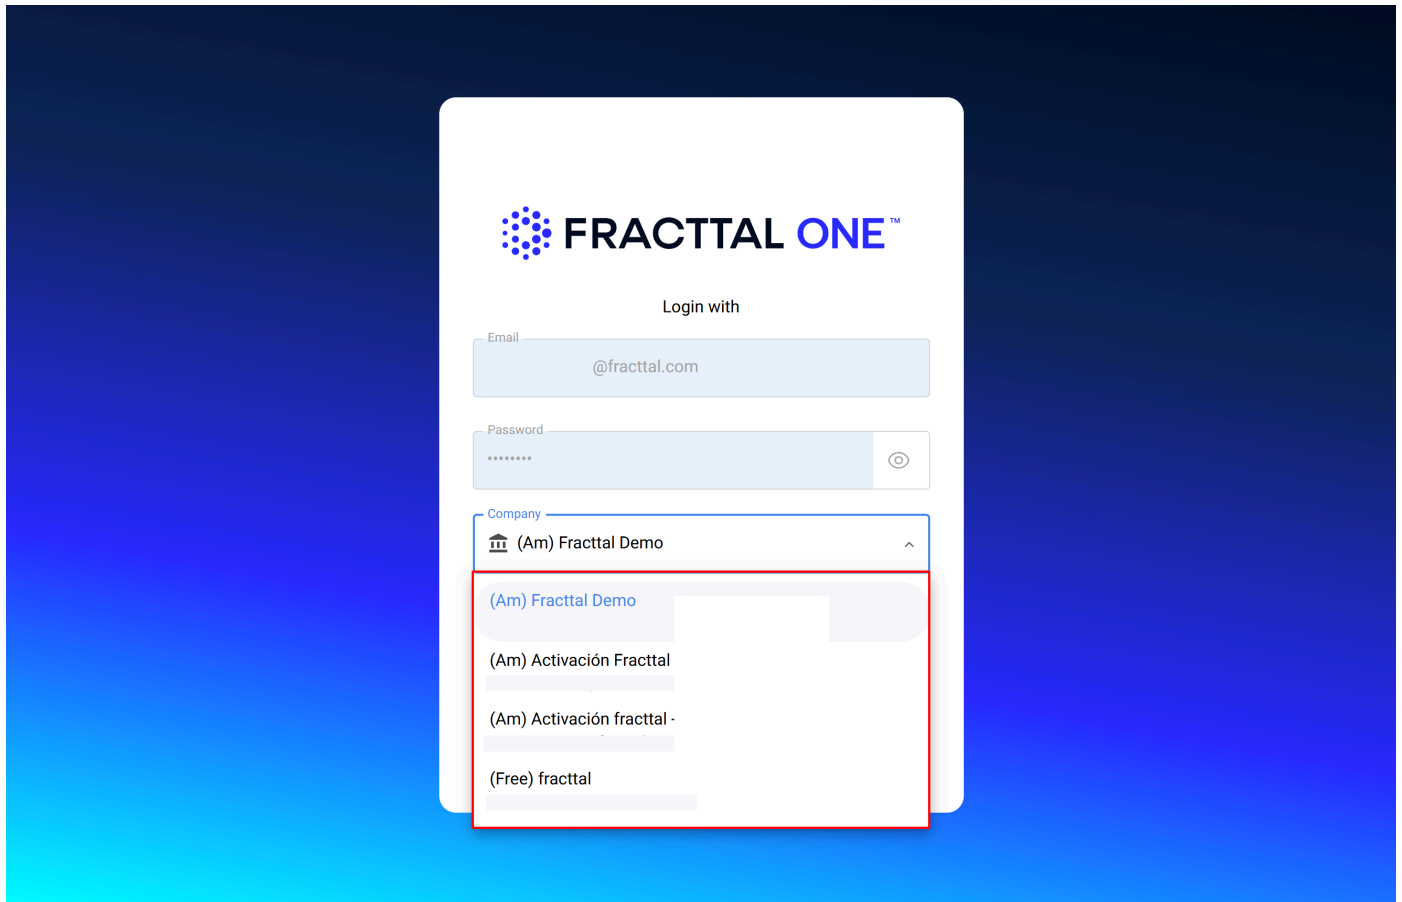 FRACTTAL ONE™
Login with
Email
@fracttal.com
Password
••••••••
Company
(Am) Fracttal Demo
(Am) Fracttal Demo
(Am) Activación Fracttal
(Am) Activación fracttal -
(Free) fracttal